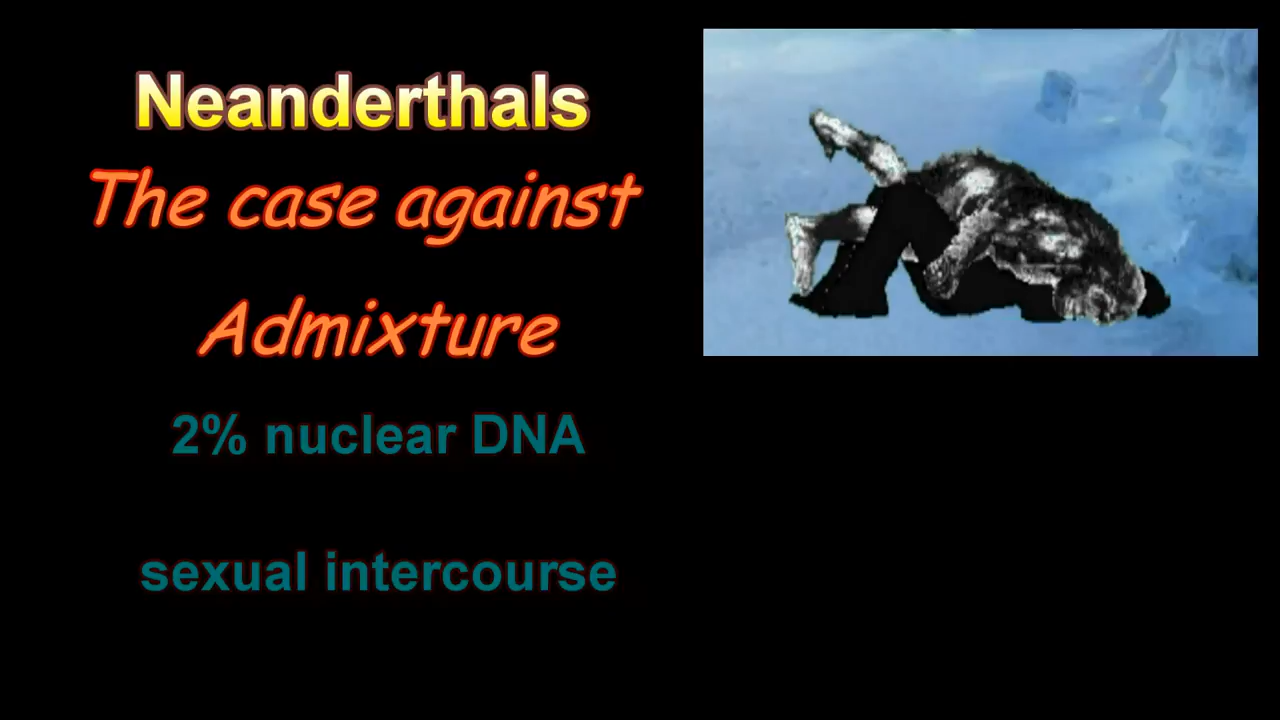 Neanderthals
The case against
Admixture
2% nuclear DNA
sexual intercourse